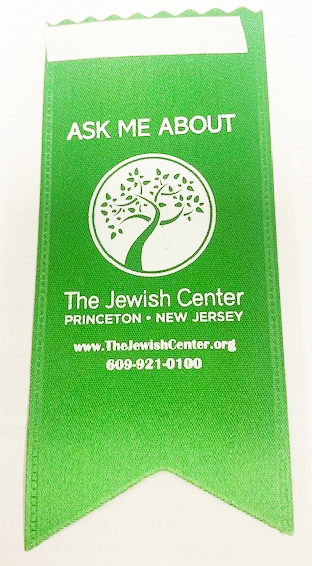 ASK ME ABOUT
The Jewish Center
PRINCETON • NEW JERSEY
www.TheJewishCenter.org
609-921-0100